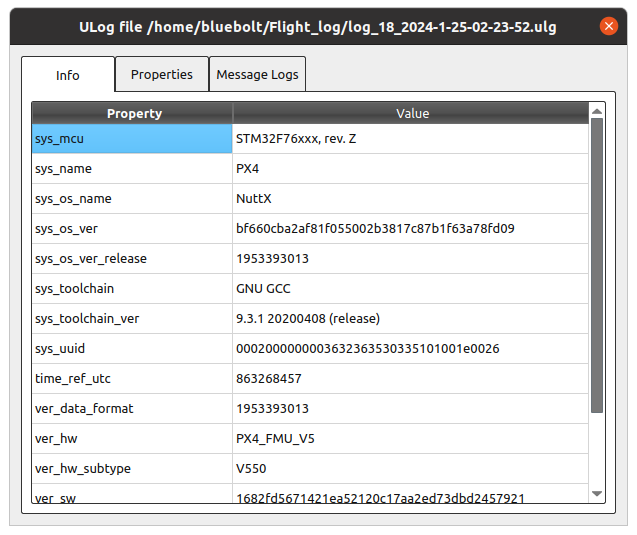 ULog file /home/bluebolt/Flight_log/log_18_2024-1-25-02-23-52.ulg
Info Properties Message Logs
Property Value
sys_mcu STM32F76xxx, rev. Z
sys_name PX4
sys_os_name NuttX
sys_os_ver bf660cba2af81f055002b3817c87b1f63a78fd09
sys_os_ver_release 1953393013
sys_toolchain GNU GCC
sys_toolchain_ver 9.3.1 20200408 (release)
sys_uuid 000200000000363236353033510100​1e0026
time_ref_utc 863268457
ver_data_format 1953393013
ver_hw PX4_FMU_V5
ver_hw_subtype V550
ver_sw 1682fd5671421ea52120c17aa2ed73dbd2457921